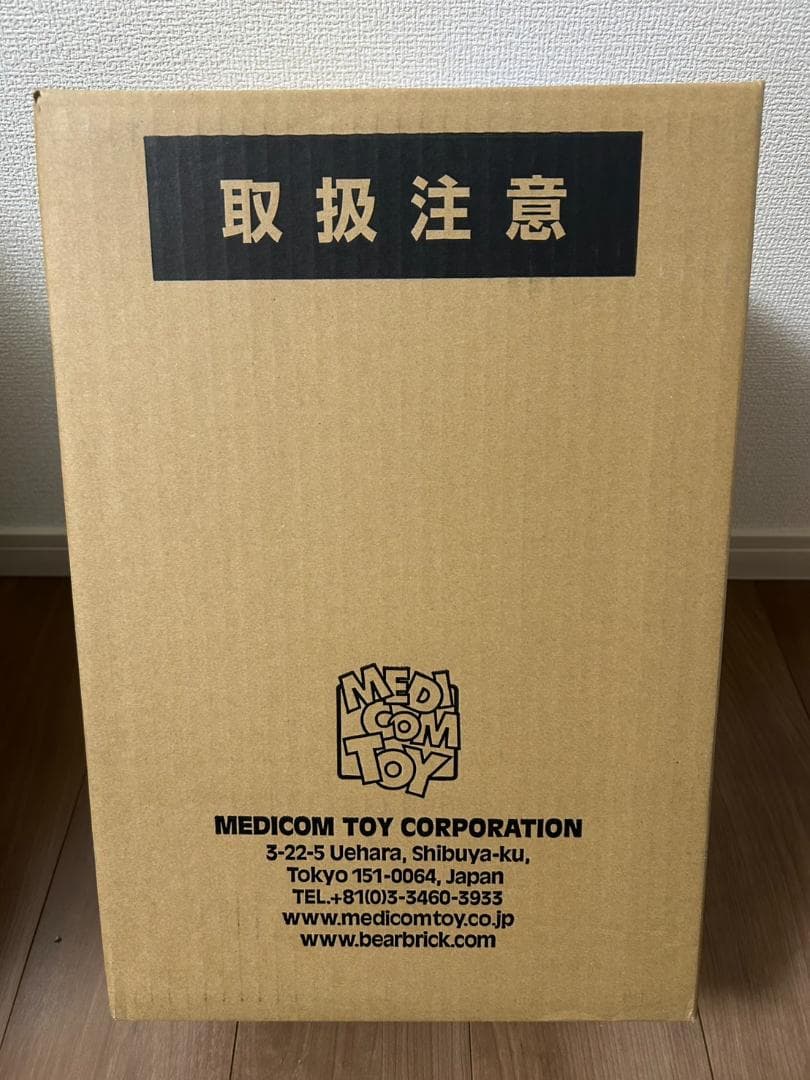 取扱注意
MEDI
COM
TOY
MEDICOM TOY CORPORATION
3-22-5 Uehara, Shibuya-ku,
Tokyo 151-0064, Japan
TEL.+81(0)3-3460-3933
www.medicomtoy.co.jp
www.bearbrick.com